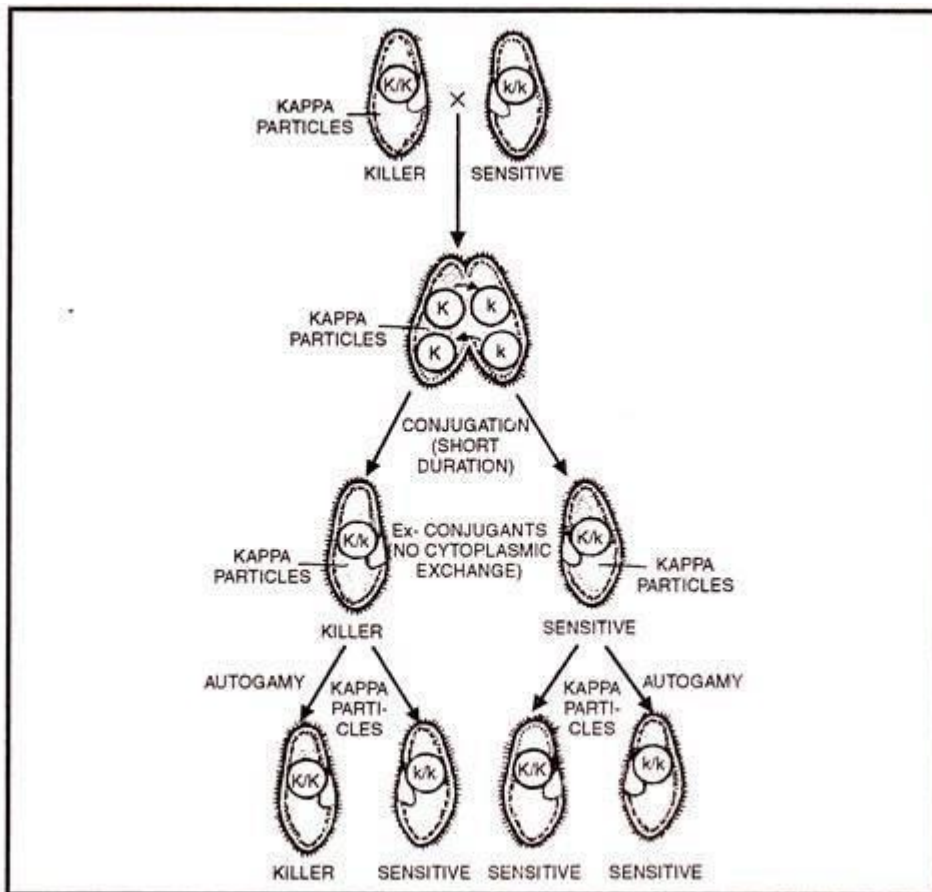 K/K
k/k
KAPPA
PARTICLES
×
KILLER
SENSITIVE
K
k
KAPPA
PARTICLES
K
k
CONJUGATION
(SHORT
DURATION)
K/k
Ex- CONJUGANTS
(NO CYTOPLASMIC
EXCHANGE)
K/k
KAPPA
PARTICLES
KAPPA
PARTICLES
KILLER
SENSITIVE
AUTOGAMY
KAPPA
PARTI-
CLES
KAPPA
PARTI-
CLES
AUTOGAMY
K/K
k/k
K/K
k/k
KILLER
SENSITIVE
SENSITIVE
SENSITIVE